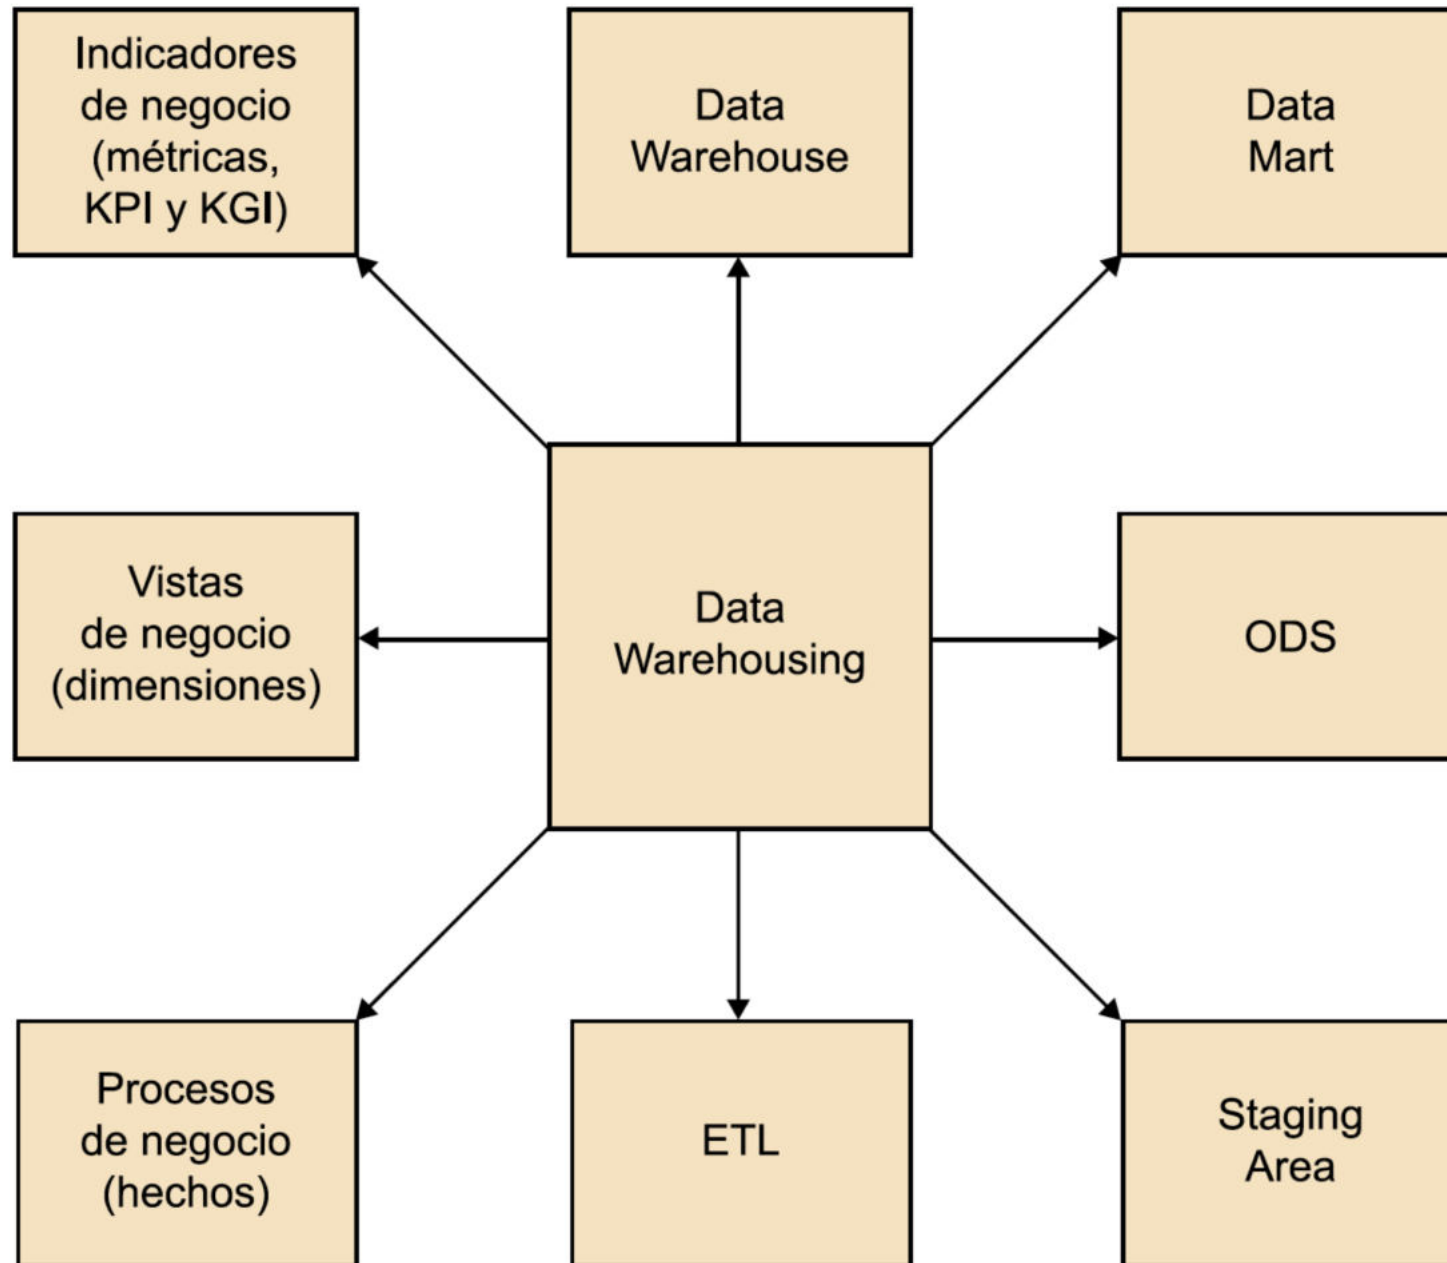 Indicadores
de negocio
(métricas,
KPI y KGI)
Data
Warehouse
Data
Mart
Vistas
de negocio
(dimensiones)
Data
Warehousing
ODS
Procesos
de negocio
(hechos)
ETL
Staging
Area